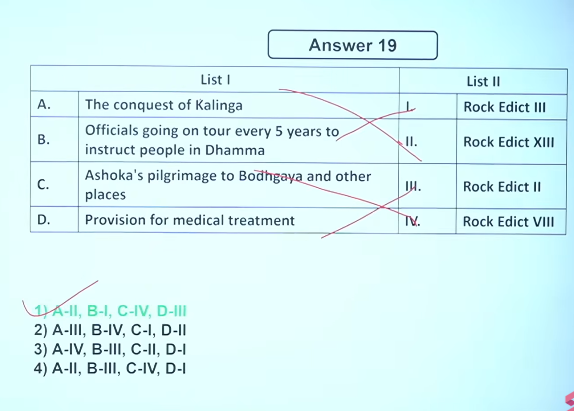 Answer 19
List I List II
A. The conquest of Kalinga I. Rock Edict III
B. Officials going on tour every 5 years to
instruct people in Dhamma II. Rock Edict XIII
C. Ashoka's pilgrimage to Bodhgaya and other
places III. Rock Edict II
D. Provision for medical treatment IV. Rock Edict VIII
1) A-II, B-I, C-IV, D-III
2) A-III, B-IV, C-I, D-II
3) A-IV, B-III, C-II, D-I
4) A-II, B-III, C-IV, D-I